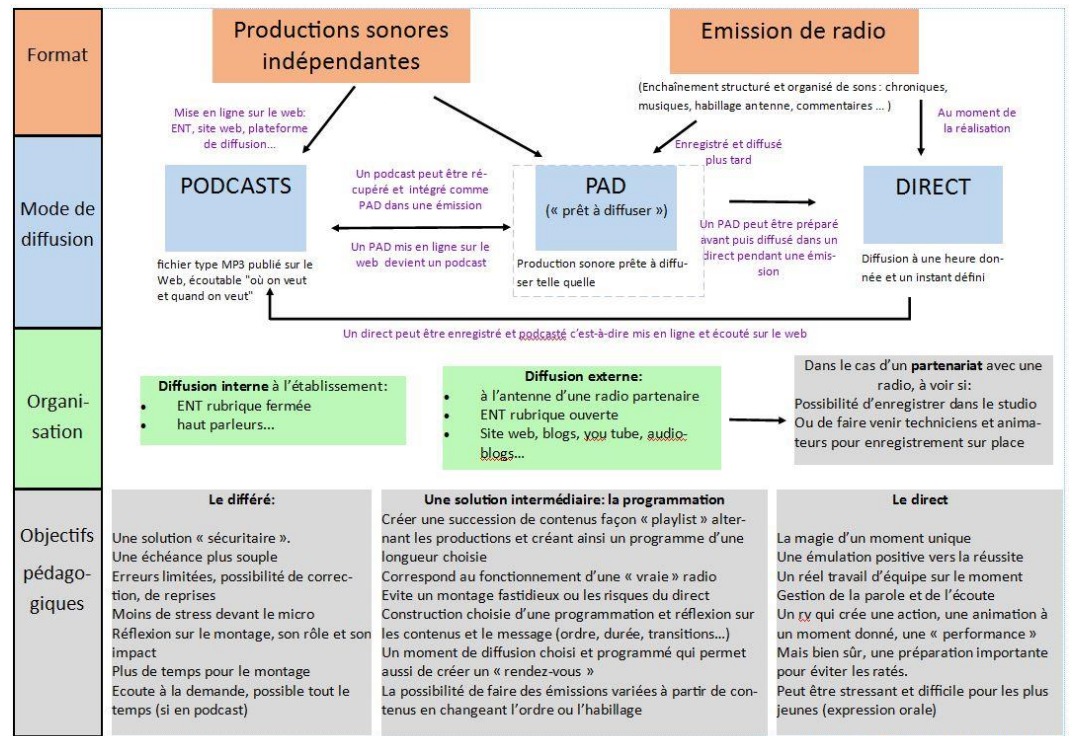 Format
Productions sonores
indépendantes
Emission de radio
(Enchaînement structuré et organisé de sons : chroniques,
musiques, habillage antenne, commentaires ... )
Mise en ligne sur le web:
ENT, site web, plateforme
de diffusion...
Enregistré et diffusé
plus tard
Au moment de
la réalisation
Mode de
diffusion
PODCASTS
fichier type MP3 publié sur le
Web, écoutable "où on veut
et quand on veut"
Un podcast peut être ré-
cupéré et intégré comme
PAD dans une émission
Un PAD mis en ligne sur le
web devient un podcast
PAD
(« prêt à diffuser »)
Production sonore prête à diffu-
ser telle quelle
Un PAD peut être préparé
avant puis diffusé dans un
direct pendant une émis-
sion
DIRECT
Diffusion à une heure don-
née et un instant défini
Un direct peut être enregistré et podcasté c’est-à-dire mis en ligne et écouté sur le web
Organi-
sation
Diffusion interne à l’établissement:
• ENT rubrique fermée
• haut parleurs...
Diffusion externe:
• à l’antenne d’une radio partenaire
• ENT rubrique ouverte
• Site web, blogs, you tube, audio-
blogs...
Dans le cas d’un partenariat avec une
radio, à voir si:
Possibilité d’enregistrer dans le studio
Ou de faire venir techniciens et anima-
teurs pour enregistrement sur place
Objectifs
pédago-
giques
Le différé:
Une solution « sécuritaire ».
Une échéance plus souple
Erreurs limitées, possibilité de correc-
tion, de reprises
Moins de stress devant le micro
Réflexion sur le montage, son rôle et son
impact
Plus de temps pour le montage
Ecoute à la demande, possible tout le
temps (si en podcast)
Une solution intermédiaire: la programmation
Créer une succession de contenus façon « playlist » alter-
nant les productions et créant ainsi un programme d’une
longueur choisie
Correspond au fonctionnement d’une « vraie » radio
Evite un montage fastidieux ou les risques du direct
Construction choisie d’une programmation et réflexion sur
les contenus et le message (ordre, durée, transitions...)
Un moment de diffusion choisi et programmé qui permet
aussi de créer un « rendez-vous »
La possibilité de faire des émissions variées à partir de con-
tenus en changeant l’ordre ou l’habillage
Le direct
La magie d’un moment unique
Une émulation positive vers la réussite
Un réel travail d’équipe sur le moment
Gestion de la parole et de l’écoute
Un rv qui crée une action, une animation à
un moment donné, une « performance »
Mais bien sûr, une préparation importante
pour éviter les ratés.
Peut être stressant et difficile pour les plus
jeunes (expression orale)